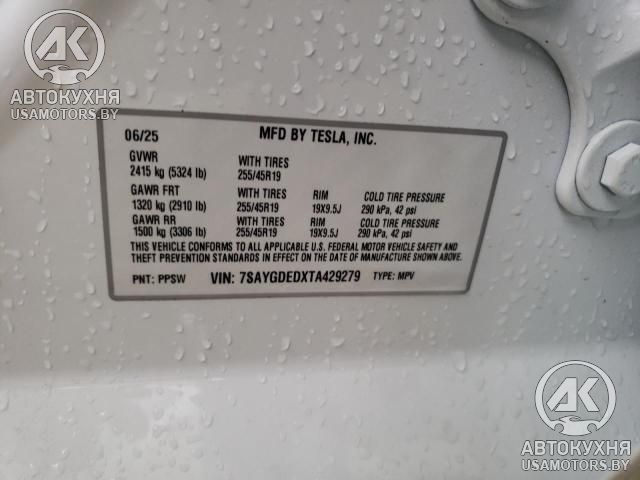 AK
АВТОКУХНЯ
USAMOTORS.BY
06/25 MFD BY TESLA, INC.
GVWR WITH TIRES
2415 kg (5324 lb) 255/45R19
GAWR FRT WITH TIRES RIM COLD TIRE PRESSURE
1320 kg (2910 lb) 255/45R19 19X9.5J 290 kPa, 42 psi
GAWR RR WITH TIRES RIM COLD TIRE PRESSURE
1500 kg (3306 lb) 255/45R19 19X9.5J 290 kPa, 42 psi
THIS VEHICLE CONFORMS TO ALL APPLICABLE U.S. FEDERAL MOTOR VEHICLE SAFETY AND
THEFT PREVENTION STANDARDS IN EFFECT ON THE DATE OF MANUFACTURE SHOWN ABOVE.
PNT: PPSW VIN: 7SAYGDEDXTA429279 TYPE: MPV
AK
АВТОКУХНЯ
USAMOTORS.BY